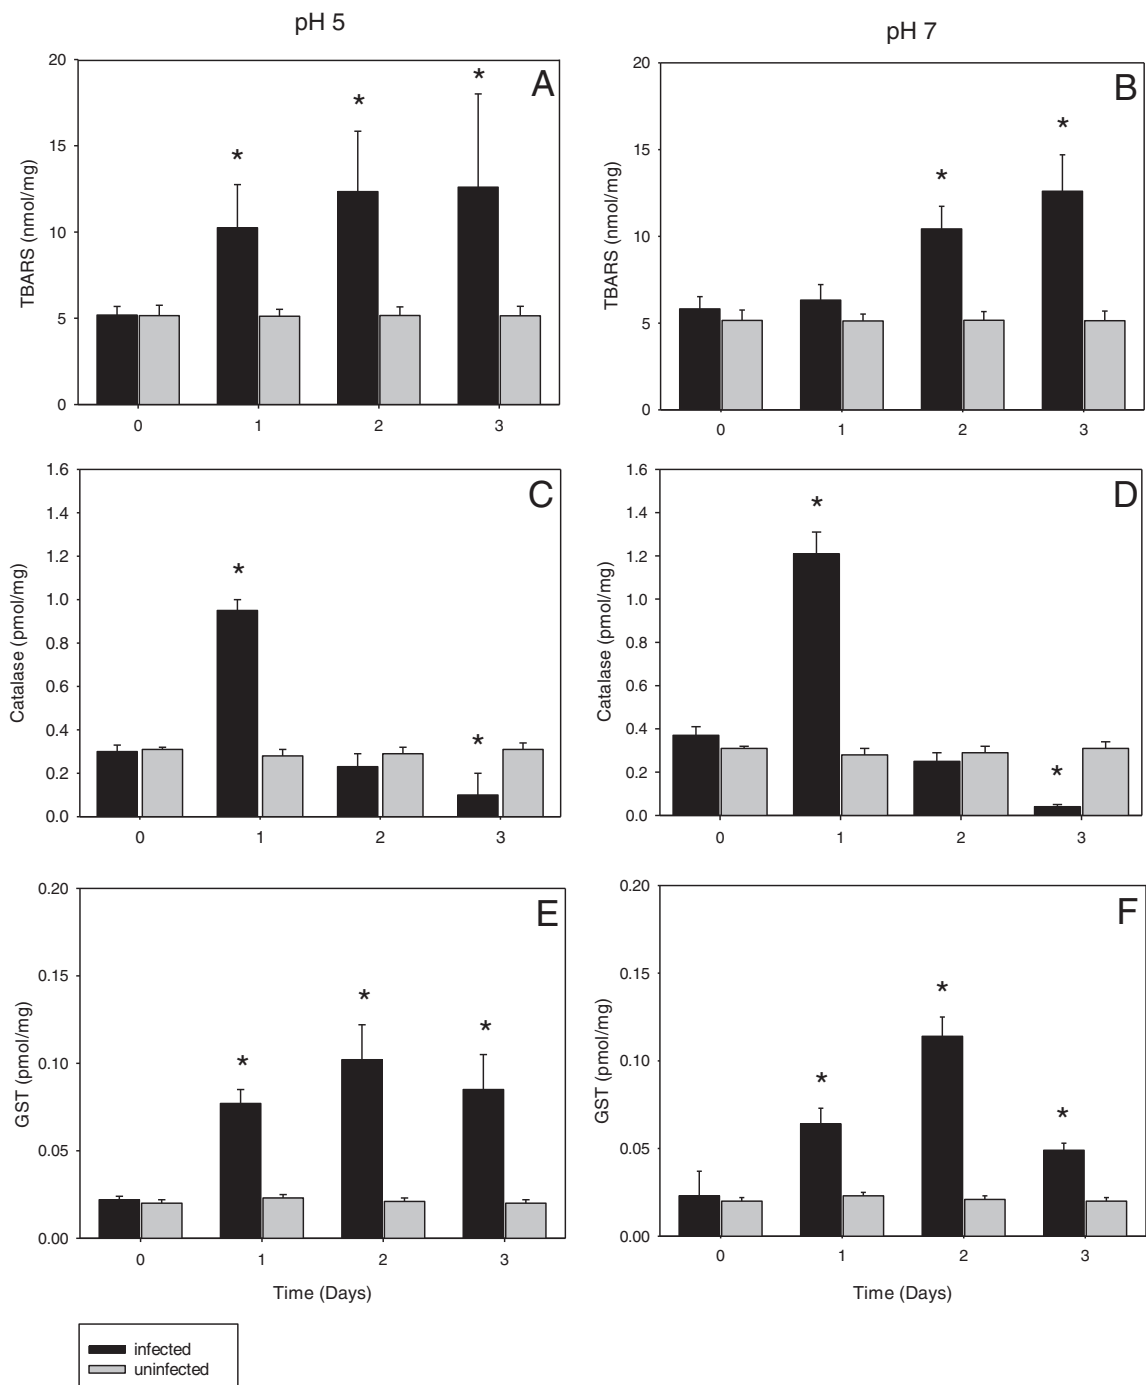 pH 5
pH 7
A
TBARS (nmol/mg)
20
15
10
5
0
*
*
*
0 1 2 3
B
TBARS (nmol/mg)
20
15
10
5
0
*
*
0 1 2 3
C
Catalase (pmol/mg)
1.6
1.4
1.2
1.0
0.8
0.6
0.4
0.2
0.0
*
*
0 1 2 3
D
Catalase (pmol/mg)
1.6
1.4
1.2
1.0
0.8
0.6
0.4
0.2
0.0
*
*
0 1 2 3
E
GST (pmol/mg)
0.20
0.15
0.10
0.05
0.00
*
*
*
0 1 2 3
Time (Days)
F
GST (pmol/mg)
0.20
0.15
0.10
0.05
0.00
*
*
*
0 1 2 3
Time (Days)
infected
uninfected